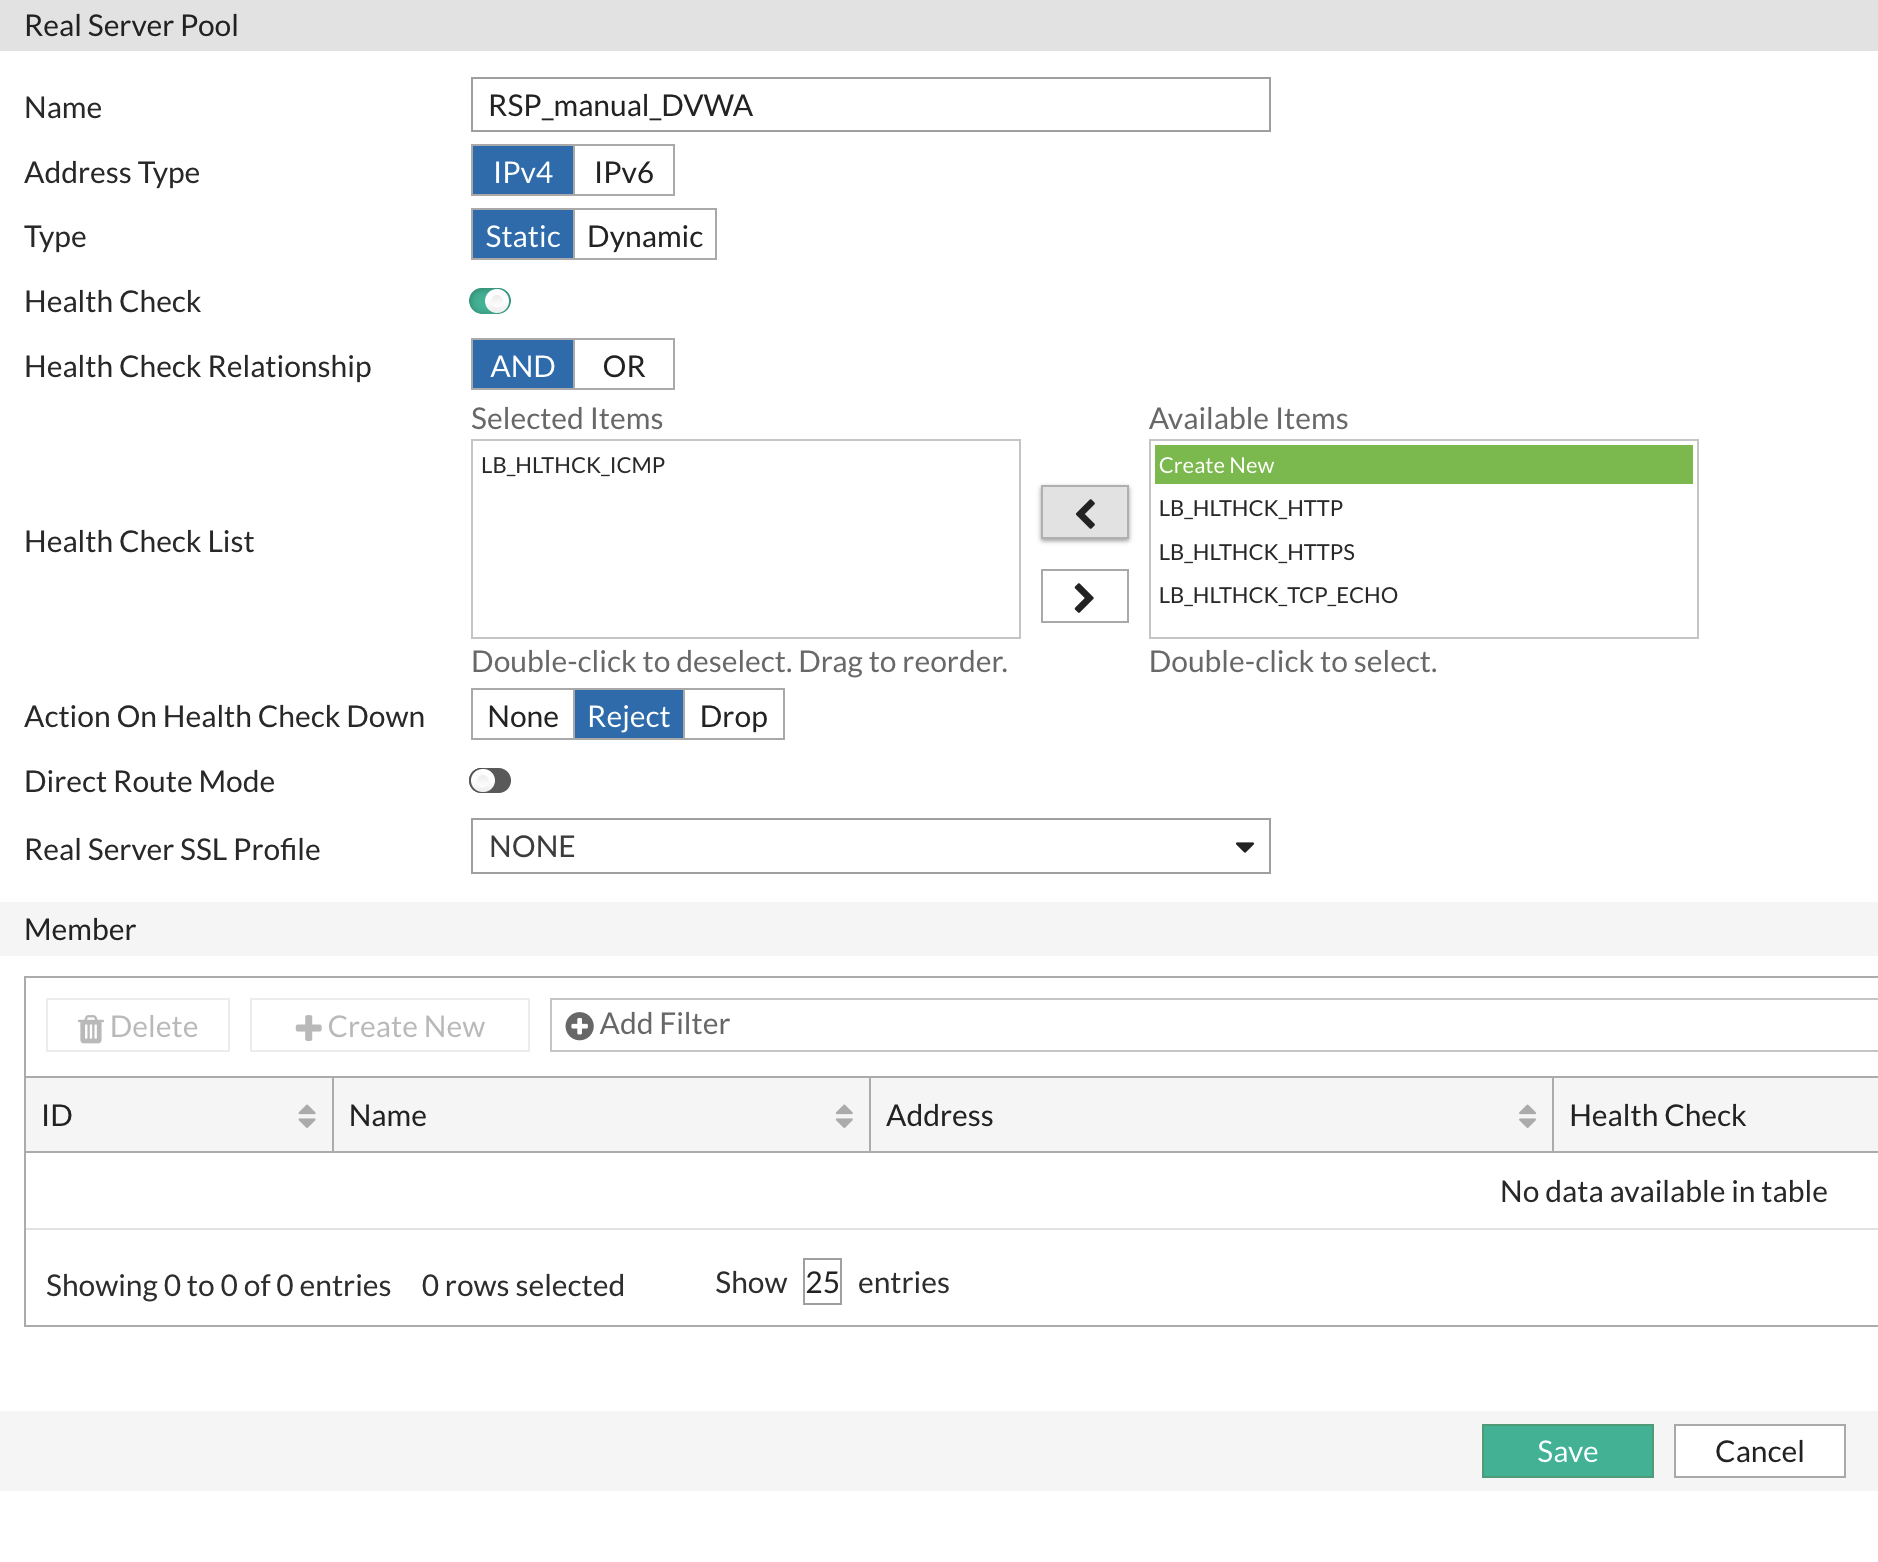 Real Server Pool
Name
RSP_manual_DVWA
Address Type
IPv4 IPv6
Type
Static Dynamic
Health Check
Health Check Relationship
AND OR
Selected Items
Available Items
LB_HLTHCK_ICMP
Create New
LB_HLTHCK_HTTP
LB_HLTHCK_HTTPS
LB_HLTHCK_TCP_ECHO
Health Check List
Double-click to deselect. Drag to reorder.
Double-click to select.
Action On Health Check Down
None Reject Drop
Direct Route Mode
Real Server SSL Profile
NONE
Member
Delete
Create New
Add Filter
ID
Name
Address
Health Check
No data available in table
Showing 0 to 0 of 0 entries 0 rows selected Show 25 entries
Save
Cancel